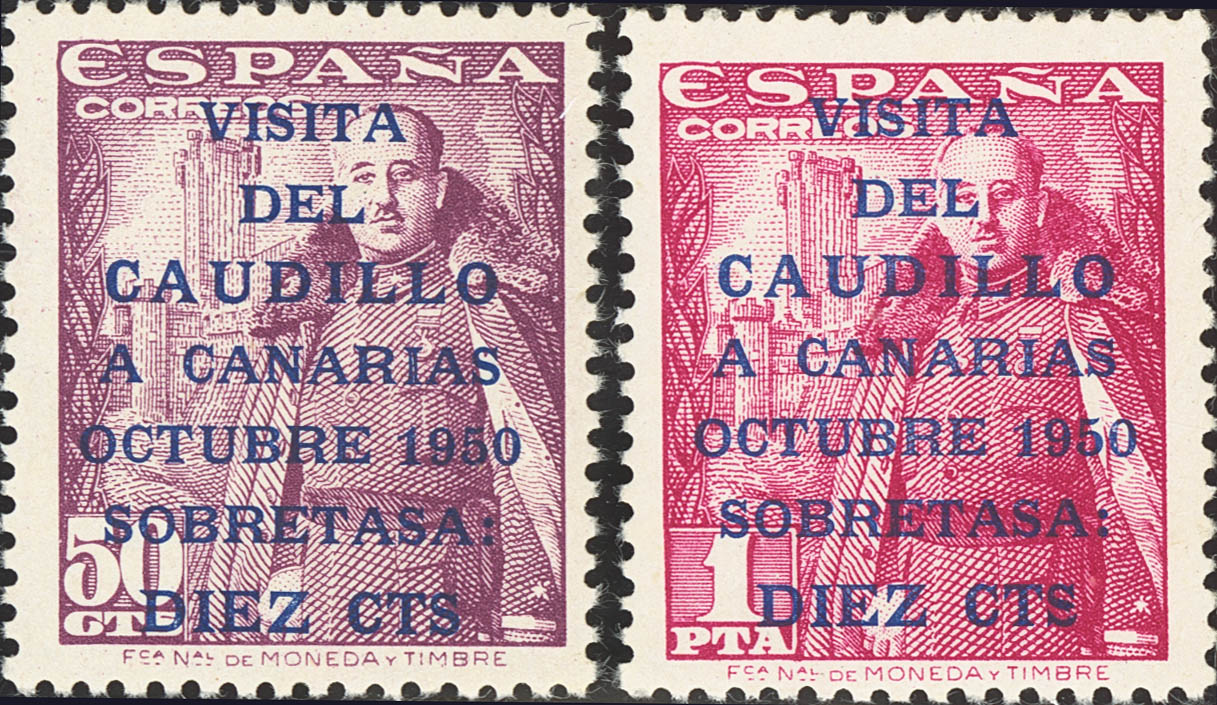 ESPAÑA
CORREOS
VISITA
DEL
CAUDILLO
A CANARIAS
OCTUBRE 1950
SOBRETASA:
DIEZ CTS
50
CTS
FCA NAL DE MONEDA Y TIMBRE
ESPAÑA
CORREOS
VISITA
DEL
CAUDILLO
A CANARIAS
OCTUBRE 1950
SOBRETASA:
DIEZ CTS
1
PTA
FCA NAL DE MONEDA Y TIMBRE